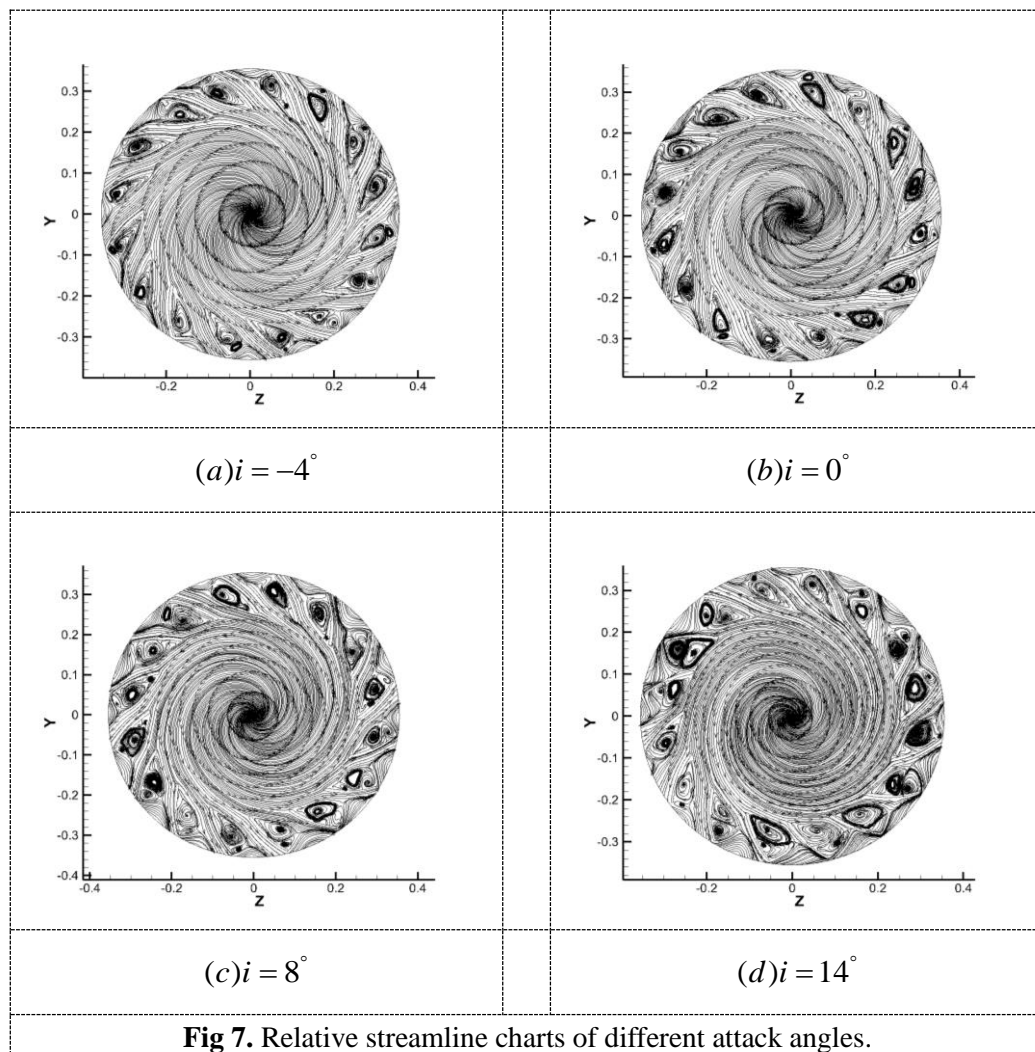 0.3
0.2
0.1
Y 0
-0.1
-0.2
-0.3
-0.2 0 0.2 0.4
Z
0.3
0.2
0.1
Y 0
-0.1
-0.2
-0.3
-0.2 0 0.2 0.4
Z
(a)i = −4°
(b)i = 0°
0.3
0.2
0.1
Y 0
-0.1
-0.2
-0.3
-0.4
-0.4 -0.2 0 0.2 0.4
Z
0.3
0.2
0.1
Y 0
-0.1
-0.2
-0.3
-0.2 0 0.2 0.4
Z
(c)i = 8°
(d)i = 14°
Fig 7. Relative streamline charts of different attack angles.